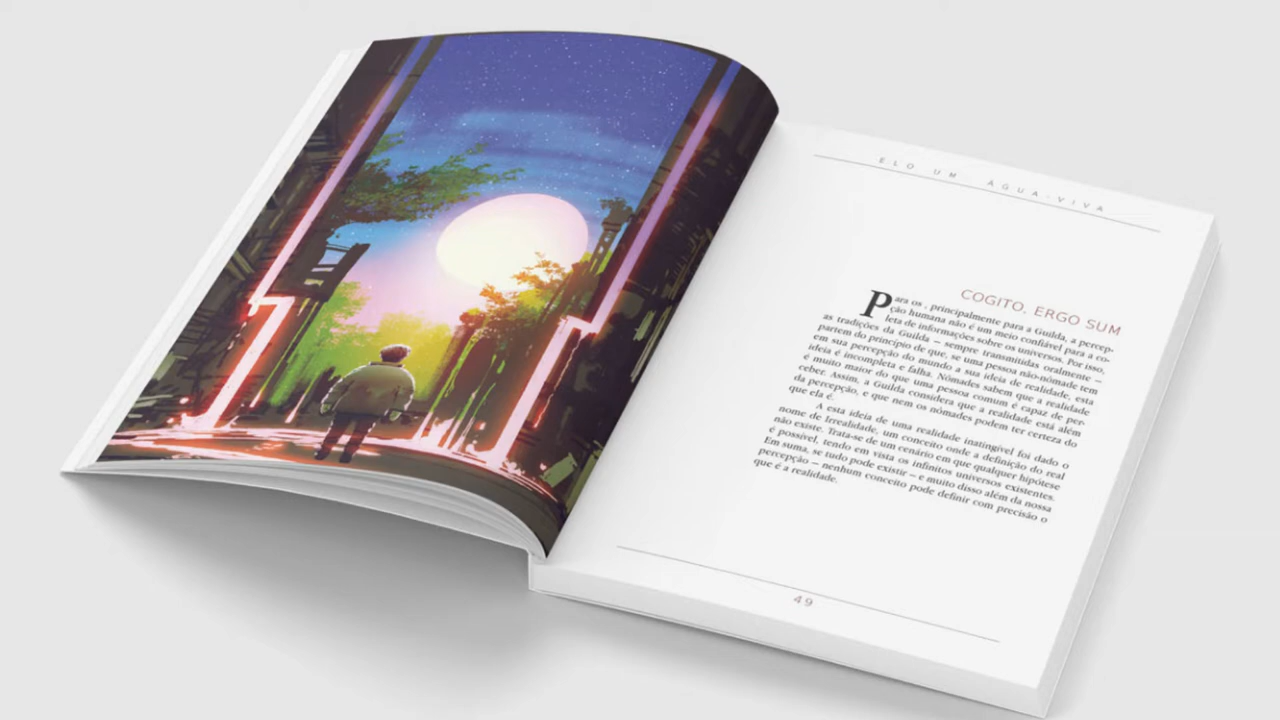 ELO UM ÁGUA-VIVA
COGITO, ERGO SUM
Para os , principalmente para a Guilda, a percep-
ção humana não é um meio confiável para a co-
leta de informações sobre os universos. Por isso,
as tradições da Guilda – sempre transmitidas oralmente –
partem do princípio de que, se uma pessoa não-nômade tem
em sua percepção do mundo a sua ideia de realidade, esta
ideia é incompleta e falha. Nômades sabem que a realidade
é muito maior do que uma pessoa comum é capaz de per-
ceber. Assim, a Guilda considera que a realidade está além
da percepção, e que nem os nômades podem ter certeza do
que ela é.
A esta ideia de uma realidade inatingível foi dado o
nome de Irrealidade, um conceito onde a definição do real
não existe. Trata-se de um cenário em que qualquer hipótese
é possível, tendo em vista os infinitos universos existentes.
Em suma, se tudo pode existir – e muito disso além da nossa
percepção – nenhum conceito pode definir com precisão o
que é a realidade.
49